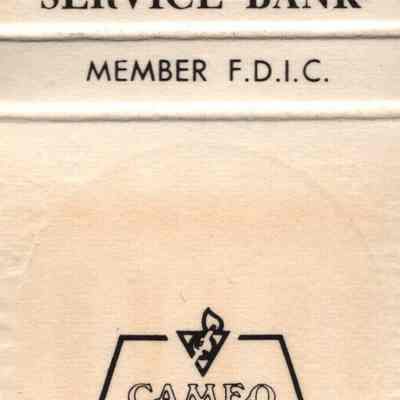 SERVICE BANK
MEMBER F.D.I.C.
CAMEO